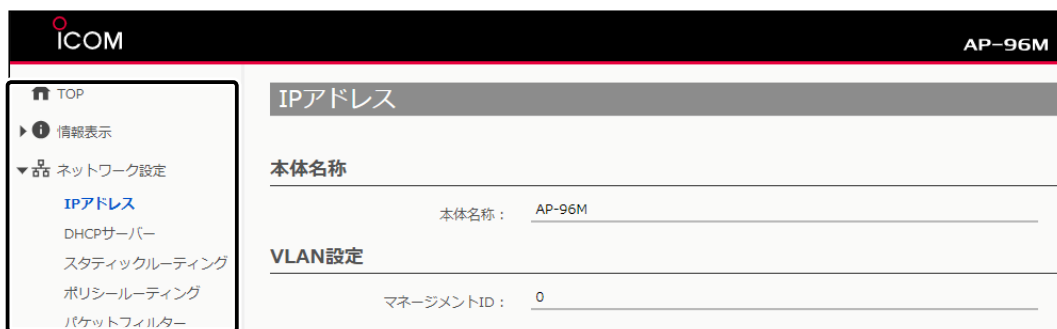 ICOM
AP-96M
TOP
情報表示
ネットワーク設定
IPアドレス
DHCPサーバー
スタティックルーティング
ポリシールーティング
パケットフィルター
IPアドレス
本体名称
本体名称： AP-96M
VLAN設定
マネージメントID： 0